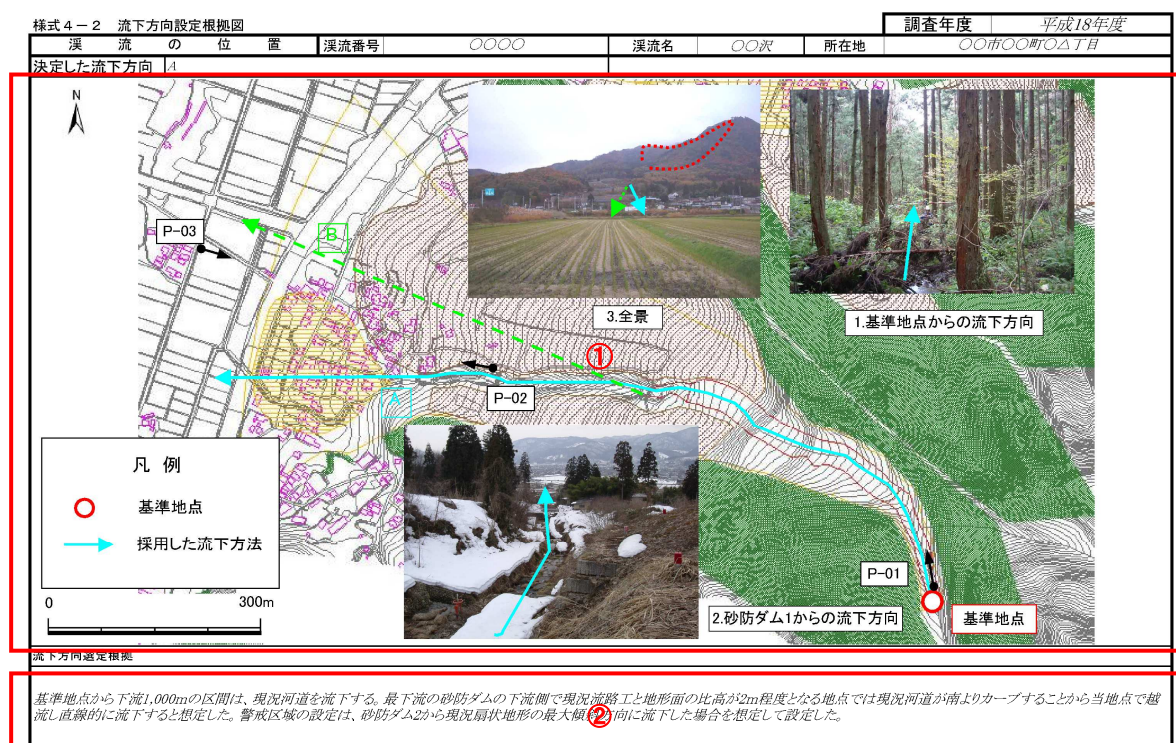 様式4－2 流下方向設定根拠図
調査年度 平成18年度
渓流の位置 渓流番号 〇〇〇〇 渓流名 〇〇沢 所在地 〇〇市〇〇町〇△丁目
決定した流下方向 A
N
P-03
B
3.全景
1.基準地点からの流下方向
①
P-02
A
凡 例
基準地点
採用した流下方法
0 300m
P-01
2.砂防ダム1からの流下方向
基準地点
流下方向選定根拠
基準地点から下流1,000mの区間は、現況河道を流下する。最下流の砂防ダムの下流側で現況流路工と地形面の比高が2m程度となる地点では現況河道が南よりカーブすることから当地点で越
流し直線的に流下すると想定した。警戒区域の設定は、砂防ダム2から現況扇状地形の最大傾 方向に流下した場合を想定して設定した。
②